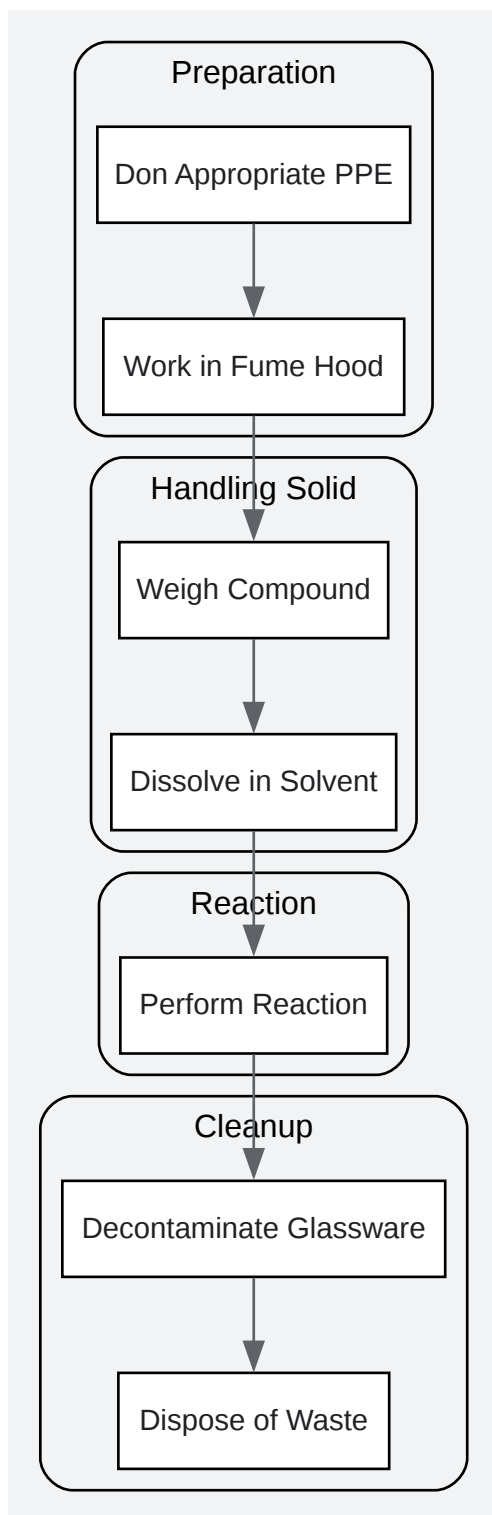 Preparation
Don Appropriate PPE
Work in Fume Hood
Handling Solid
Weigh Compound
Dissolve in Solvent
Reaction
Perform Reaction
Cleanup
Decontaminate Glassware
Dispose of Waste